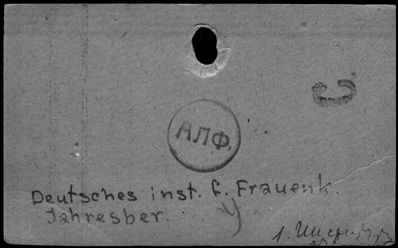 С
АЛФ.
Deutsches inst. f. Frauenk.
Jahresber.